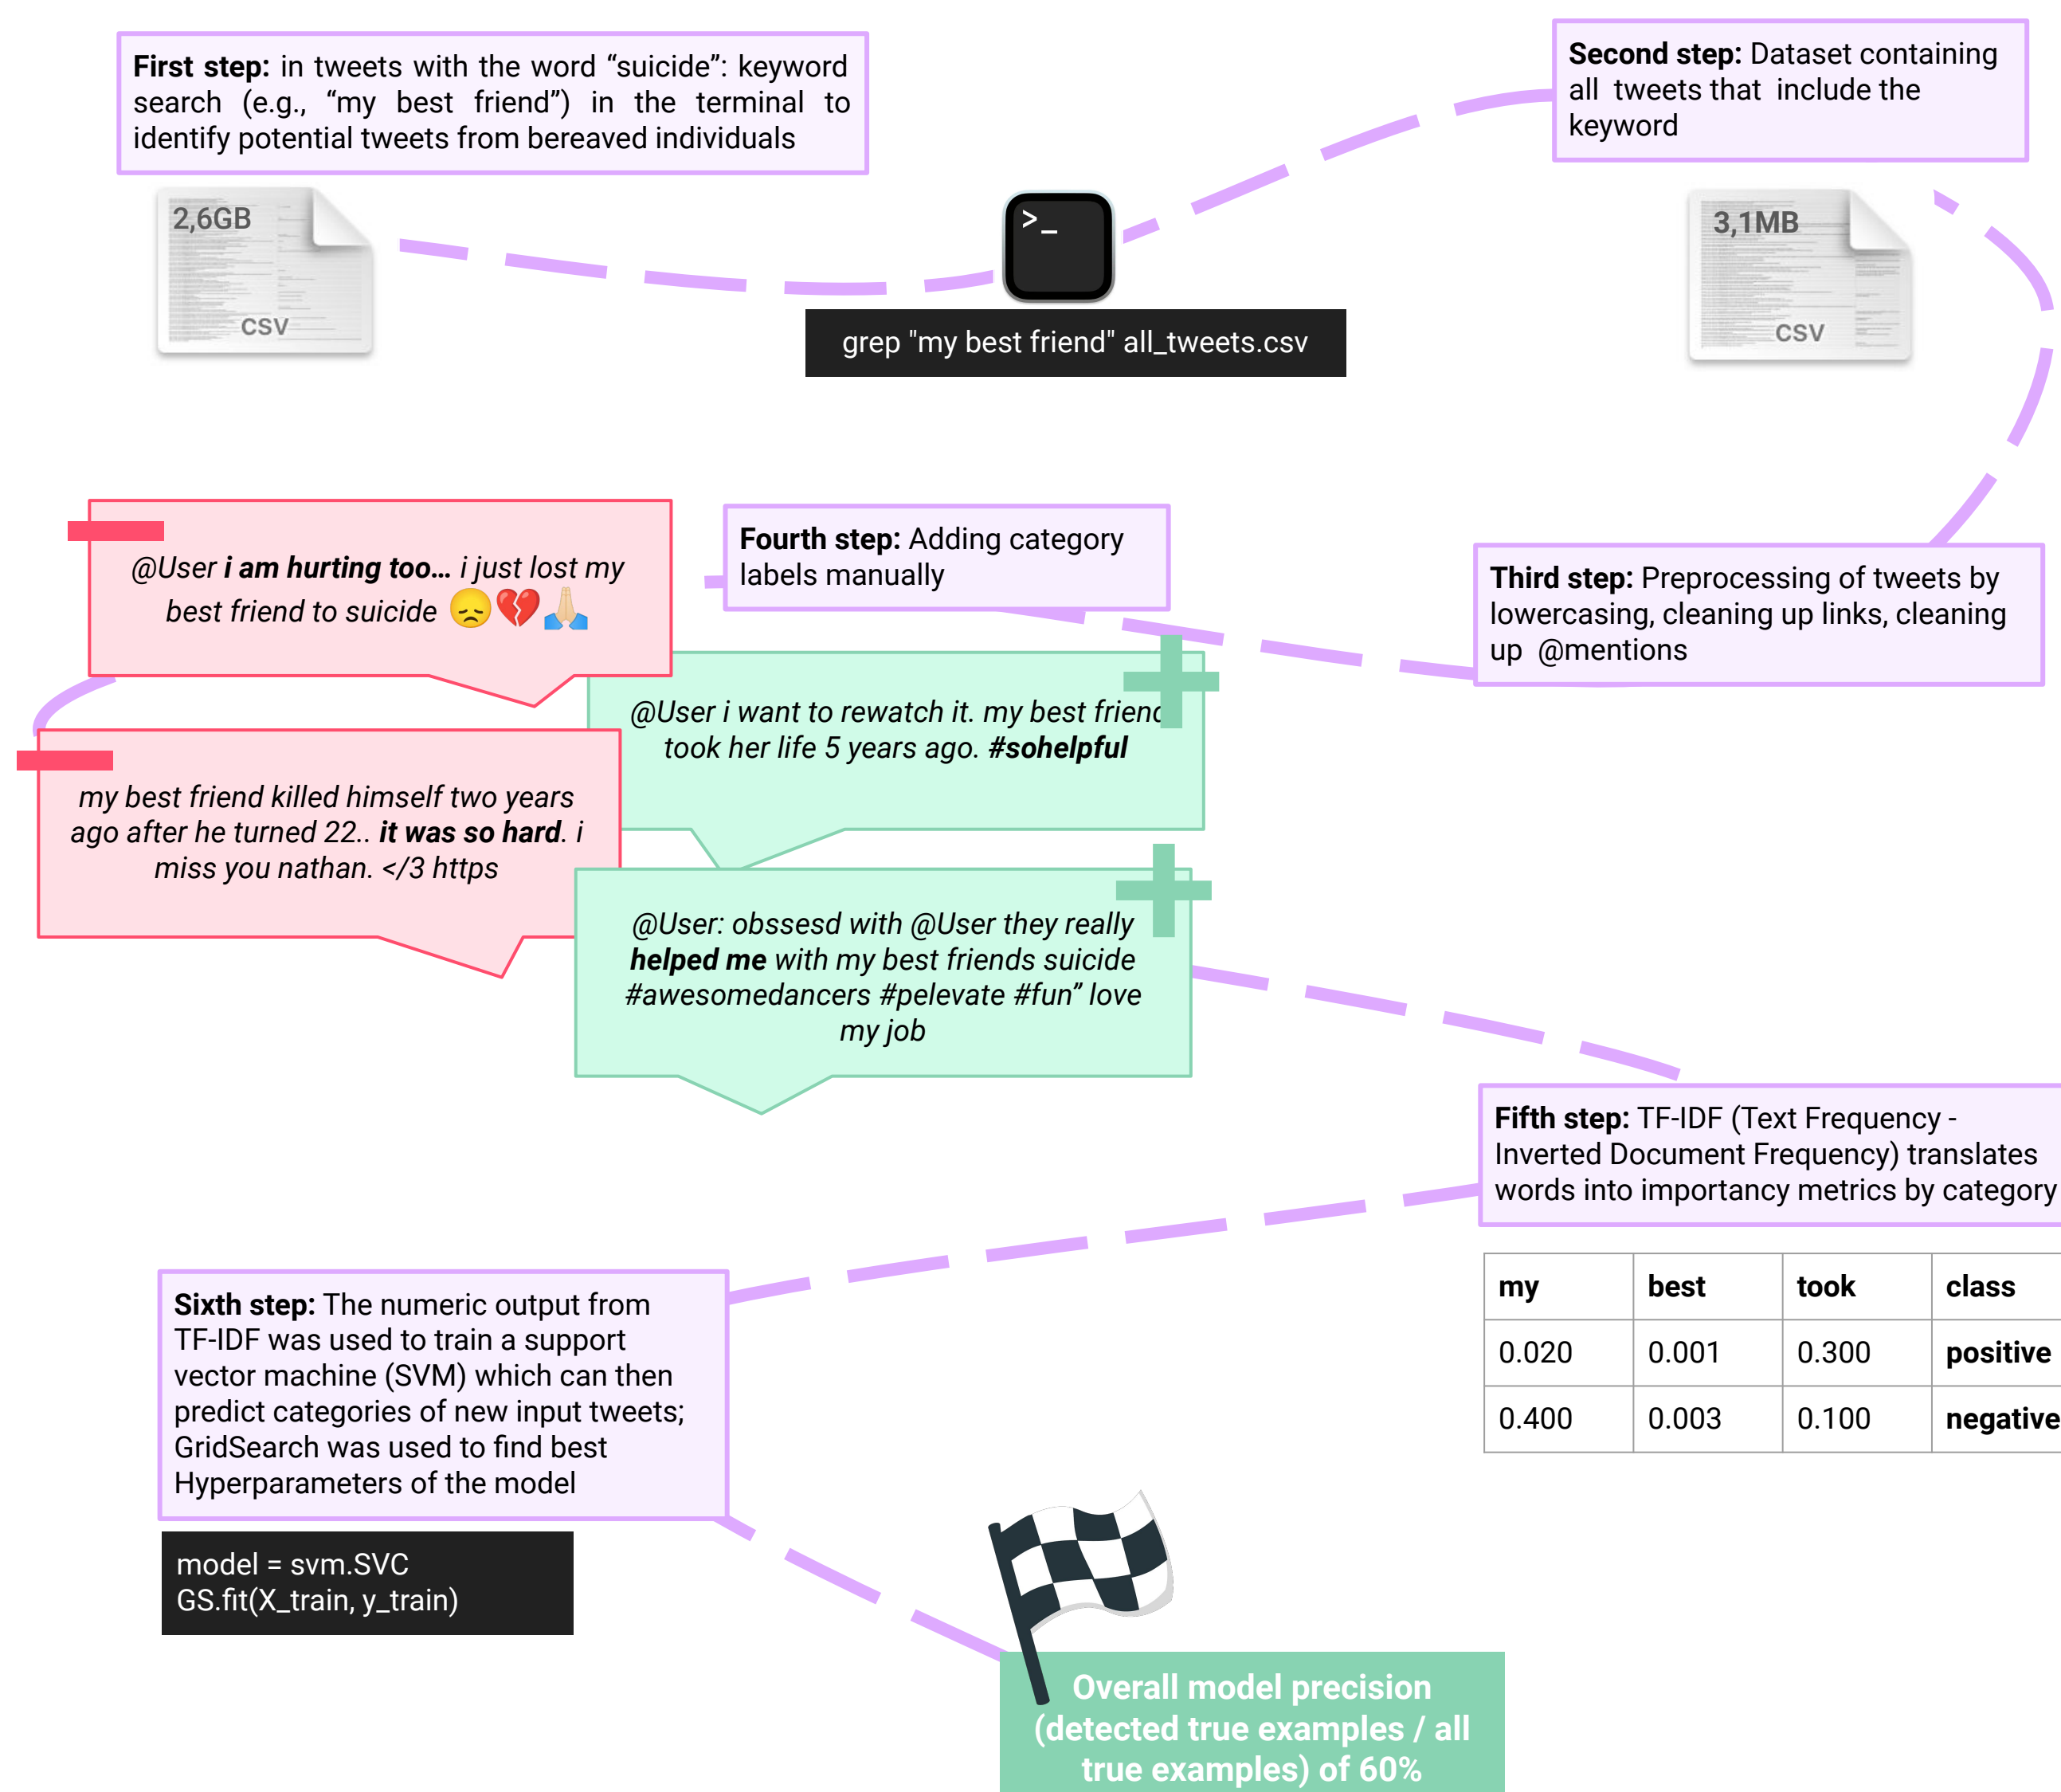 First step: in tweets with the word “suicide”: keyword
search (e.g., “my best friend”) in the terminal to
identify potential tweets from bereaved individuals
2,6GB
CSV
>_
grep "my best friend" all_tweets.csv
Second step: Dataset containing
all tweets that include the
keyword
3,1MB
CSV
Third step: Preprocessing of tweets by
lowercasing, cleaning up links, cleaning
up @mentions
Fourth step: Adding category
labels manually
@User i am hurting too... i just lost my
best friend to suicide 😞💔🙏🏼
@User i want to rewatch it. my best friend
took her life 5 years ago. #sohelpful
my best friend killed himself two years
ago after he turned 22.. it was so hard. i
miss you nathan. </3 https
@User: obssesd with @User they really
helped me with my best friends suicide
#awesomedancers #pelevate #fun” love
my job
Fifth step: TF-IDF (Text Frequency -
Inverted Document Frequency) translates
words into importancy metrics by category
my best took class
0.020 0.001 0.300 positive
0.400 0.003 0.100 negative
Sixth step: The numeric output from
TF-IDF was used to train a support
vector machine (SVM) which can then
predict categories of new input tweets;
GridSearch was used to find best
Hyperparameters of the model
model = svm.SVC
GS.fit(X_train, y_train)
Overall model precision
(detected true examples / all
true examples) of 60%